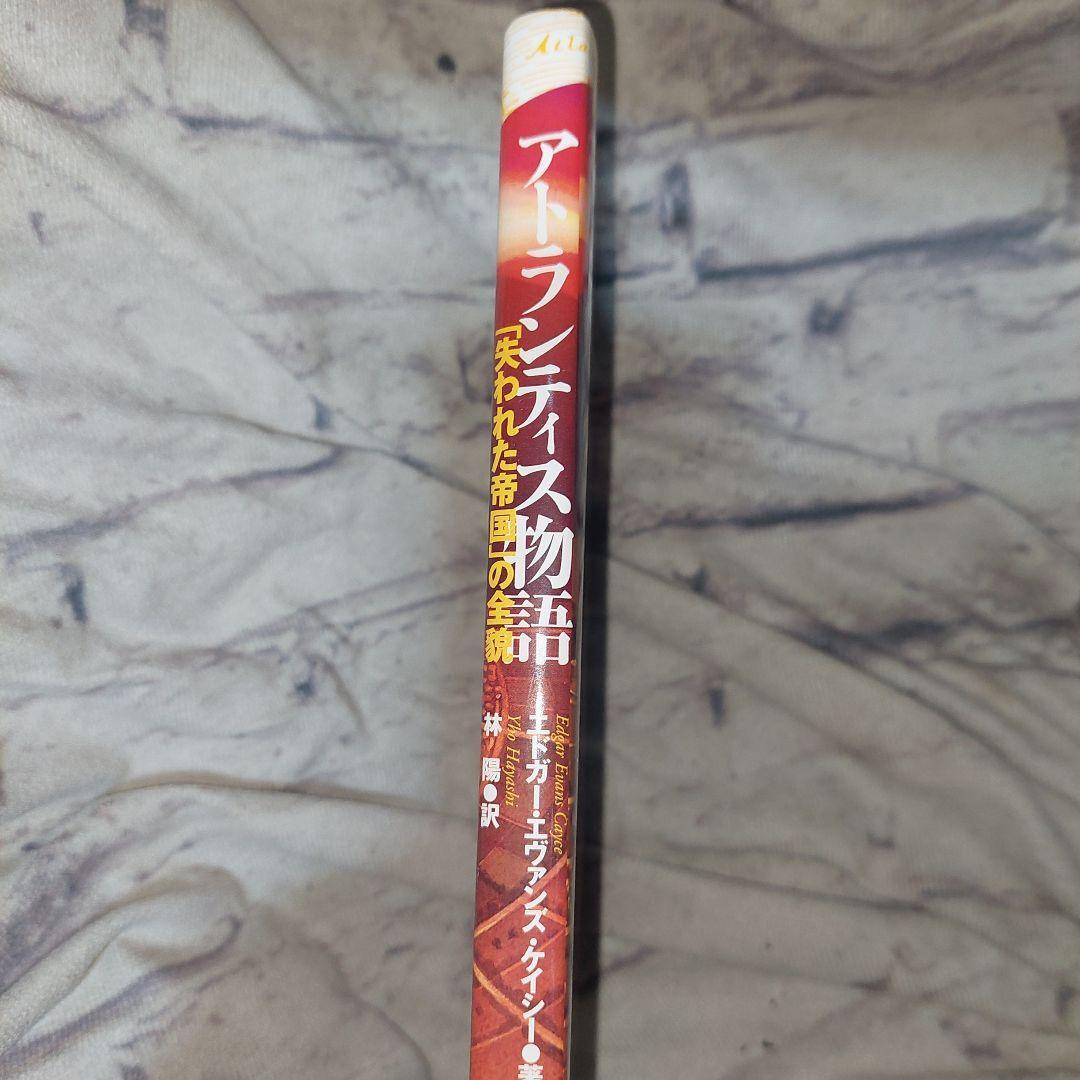 アトランティス物語
「失われた帝国」の全貌
Edgar Evans Cayce
エドガー・エヴァンズ・ケイシー●著
Yho Hayashi
林 陽●訳